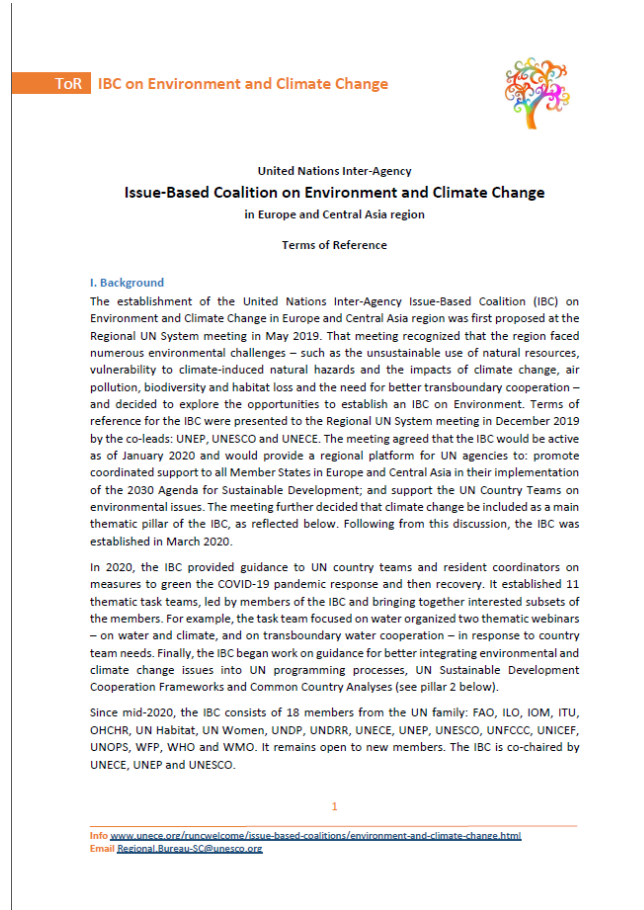 ToR IBC on Environment and Climate Change
United Nations Inter-Agency
Issue-Based Coalition on Environment and Climate Change
in Europe and Central Asia region
Terms of Reference
I. Background
The establishment of the United Nations Inter-Agency Issue-Based Coalition (IBC) on
Environment and Climate Change in Europe and Central Asia region was first proposed at the
Regional UN System meeting in May 2019. That meeting recognized that the region faced
numerous environmental challenges – such as the unsustainable use of natural resources,
vulnerability to climate-induced natural hazards and the impacts of climate change, air
pollution, biodiversity and habitat loss and the need for better transboundary cooperation –
and decided to explore the opportunities to establish an IBC on Environment. Terms of
reference for the IBC were presented to the Regional UN System meeting in December 2019
by the co-leads: UNEP, UNESCO and UNECE. The meeting agreed that the IBC would be active
as of January 2020 and would provide a regional platform for UN agencies to: promote
coordinated support to all Member States in Europe and Central Asia in their implementation
of the 2030 Agenda for Sustainable Development; and support the UN Country Teams on
environmental issues. The meeting further decided that climate change be included as a main
thematic pillar of the IBC, as reflected below. Following from this discussion, the IBC was
established in March 2020.
In 2020, the IBC provided guidance to UN country teams and resident coordinators on
measures to green the COVID-19 pandemic response and then recovery. It established 11
thematic task teams, led by members of the IBC and bringing together interested subsets of
the members. For example, the task team focused on water organized two thematic webinars
– on water and climate, and on transboundary water cooperation – in response to country
team needs. Finally, the IBC began work on guidance for better integrating environmental and
climate change issues into UN programming processes, UN Sustainable Development
Cooperation Frameworks and Common Country Analyses (see pillar 2 below).
Since mid-2020, the IBC consists of 18 members from the UN family: FAO, ILO, IOM, ITU,
OHCHR, UN Habitat, UN Women, UNDP, UNDRR, UNECE, UNEP, UNESCO, UNFCCC, UNICEF,
UNOPS, WFP, WHO and WMO. It remains open to new members. The IBC is co-chaired by
UNECE, UNEP and UNESCO.
1
Info www.unece.org/runcwelcome/issue-based-coalitions/environment-and-climate-change.html
Email Regional.Bureau-SC@unesco.org